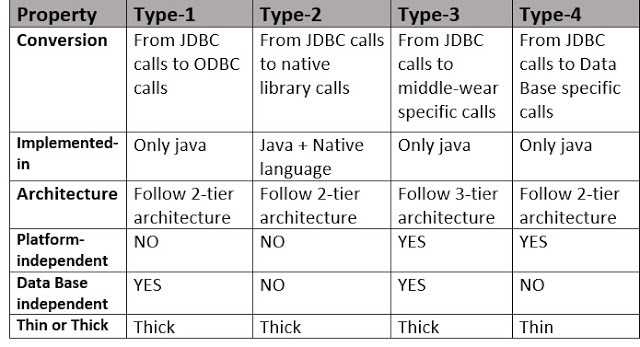 Property Type-1 Type-2 Type-3 Type-4
Conversion From JDBC From JDBC calls From JDBC From JDBC
calls to ODBC to native calls to calls to Data
calls library calls middle-wear Base specific
specific calls calls
Implemented- Only java Java + Native Only java Only java
in language
Architecture Follow 2-tier Follow 2-tier Follow 3-tier Follow 2-tier
architecture architecture architecture architecture
Platform- NO NO YES YES
independent
Data Base YES NO YES NO
independent
Thin or Thick Thick Thick Thick Thin